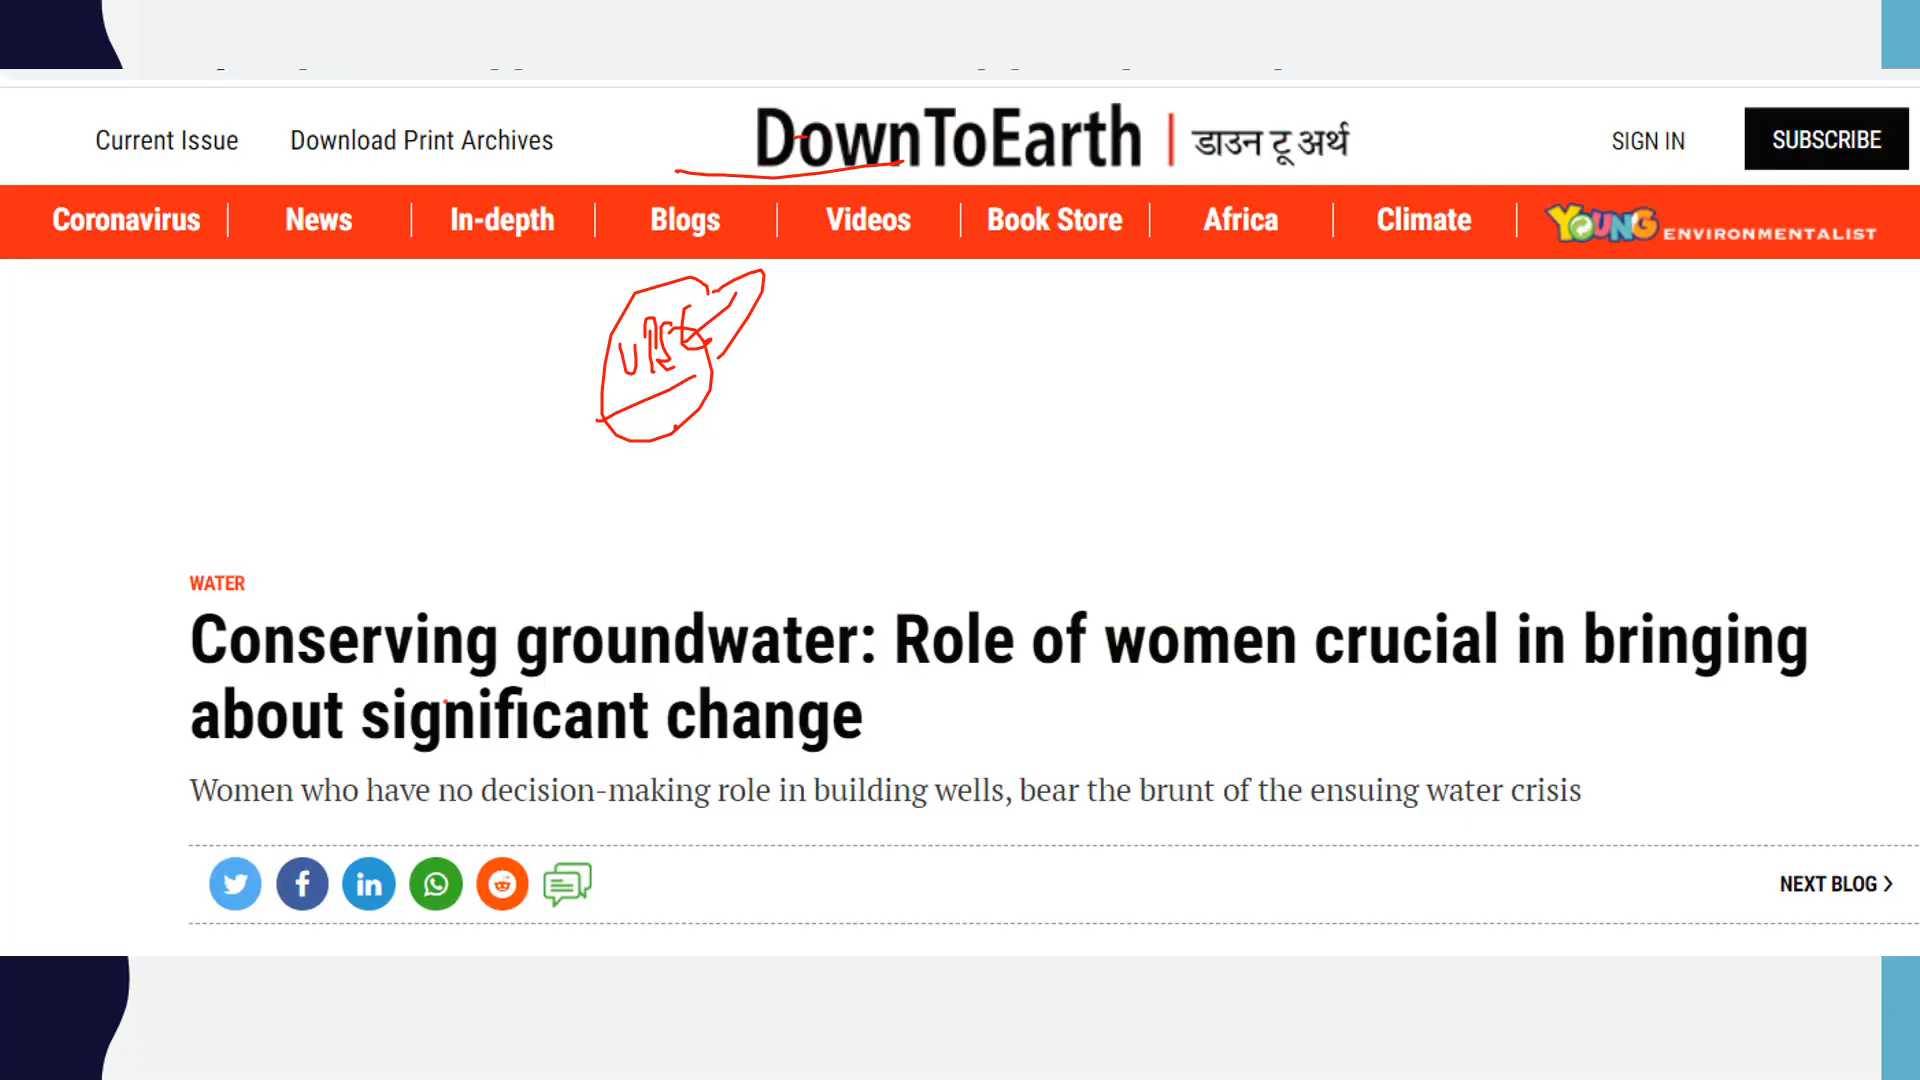 Current Issue Download Print Archives DownToEarth | डाउन टू अर्थ SIGN IN SUBSCRIBE
Coronavirus News In-depth Blogs Videos Book Store Africa Climate YOUNG ENVIRONMENTALIST
UPSC
WATER
Conserving groundwater: Role of women crucial in bringing
about significant change
Women who have no decision-making role in building wells, bear the brunt of the ensuing water crisis
NEXT BLOG >